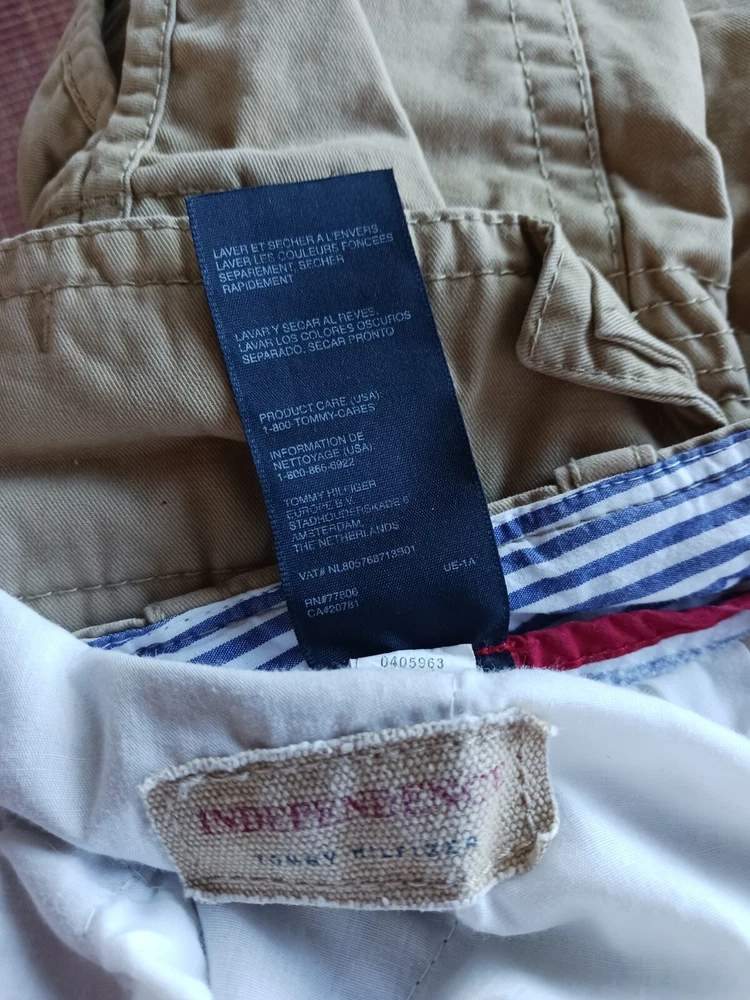 LAVER ET SECHER A L'ENVERS
LAVER LES COULEURS FONCEES
SEPAREMENT, SECHER
RAPIDEMENT
LAVAR Y SECAR AL REVES,
LAVAR LOS COLORES OSCUROS
SEPARADO, SECAR PRONTO
PRODUCT CARE (USA):
1-800-TOMMY-CARES
INFORMATION DE
NETTOYAGE (USA):
1-800-866-6922
TOMMY HILFIGER
EUROPE B.V.
STADHOUDERSKADE 6
AMSTERDAM,
THE NETHERLANDS
VAT# NL805768713B01
UE-1A
RN#77806
CA#20781
0405963
INDEPENDENCE
TOMMY HILFIGER